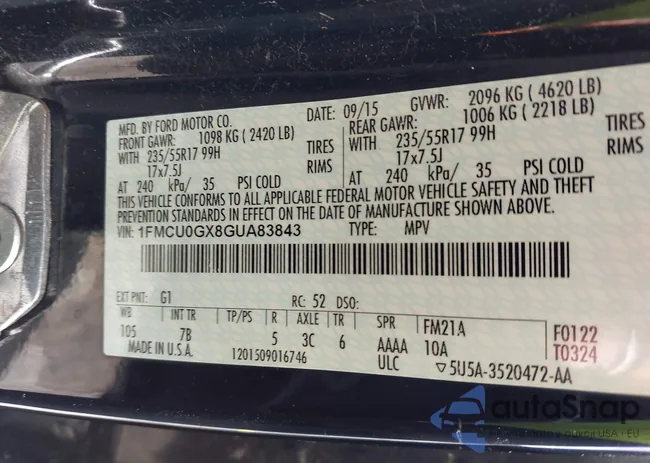 MFD. BY FORD MOTOR CO.
DATE: 09/15 GVWR: 2096 KG ( 4620 LB)
FRONT GAWR: 1098 KG ( 2420 LB)
REAR GAWR: 1006 KG ( 2218 LB)
WITH 235/55R17 99H TIRES
WITH 235/55R17 99H TIRES
17x7.5J RIMS
17x7.5J RIMS
AT 240 kPa/ 35 PSI COLD
AT 240 kPa/ 35 PSI COLD
THIS VEHICLE CONFORMS TO ALL APPLICABLE FEDERAL MOTOR VEHICLE SAFETY AND THEFT
PREVENTION STANDARDS IN EFFECT ON THE DATE OF MANUFACTURE SHOWN ABOVE.
VIN: 1FMCU0GX8GUA83843 TYPE: MPV
EXT PNT: G1 RC: 52 DSO:
WB INT TR TP/PS R AXLE TR SPR FM21A F0122
105 7B 5 3C 6 AAAA 10A T0324
MADE IN U.S.A. 1201509016746 ULC ▽5U5A-3520472-AA
autoSnap